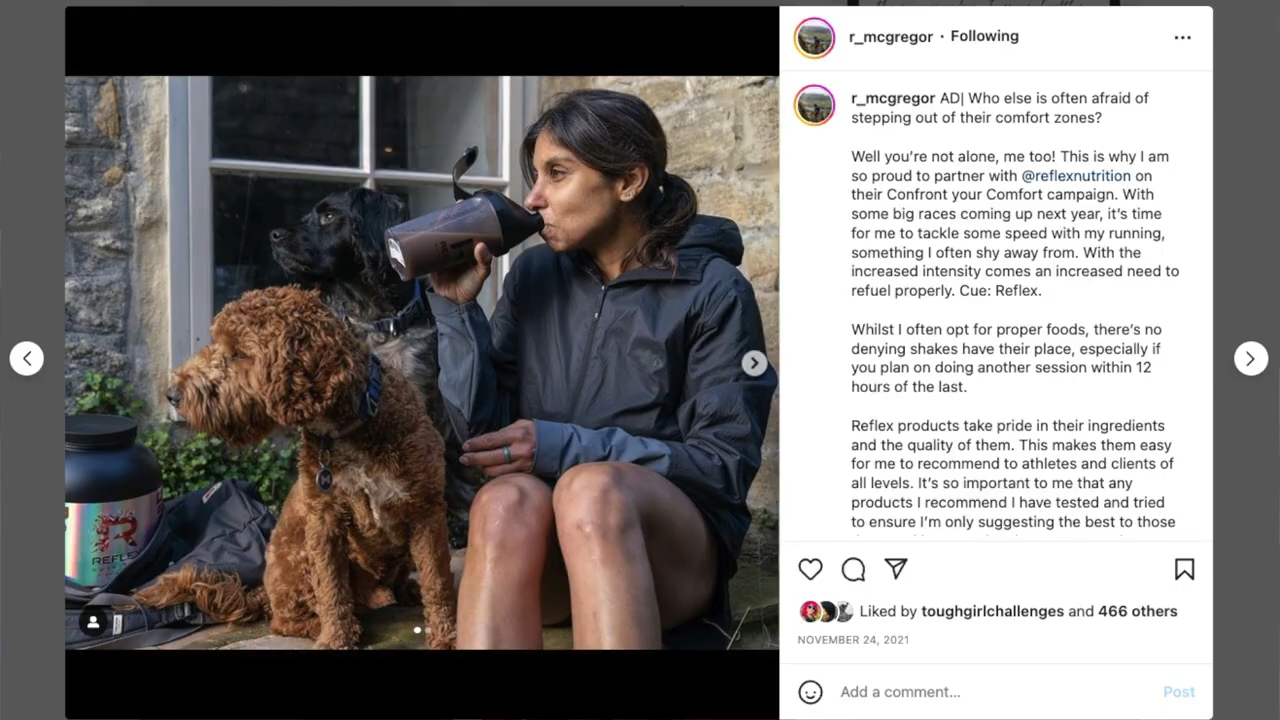 r_mcgregor · Following
r_mcgregor AD| Who else is often afraid of
stepping out of their comfort zones?
Well you’re not alone, me too! This is why I am
so proud to partner with @reflexnutrition on
their Confront your Comfort campaign. With
some big races coming up next year, it’s time
for me to tackle some speed with my running,
something I often shy away from. With the
increased intensity comes an increased need to
refuel properly. Cue: Reflex.
Whilst I often opt for proper foods, there’s no
denying shakes have their place, especially if
you plan on doing another session within 12
hours of the last.
Reflex products take pride in their ingredients
and the quality of them. This makes them easy
for me to recommend to athletes and clients of
all levels. It’s so important to me that any
products I recommend I have tested and tried
to ensure I’m only suggesting the best to those
Liked by toughgirlchallenges and 466 others
NOVEMBER 24, 2021
Add a comment... Post
R
REFLEX